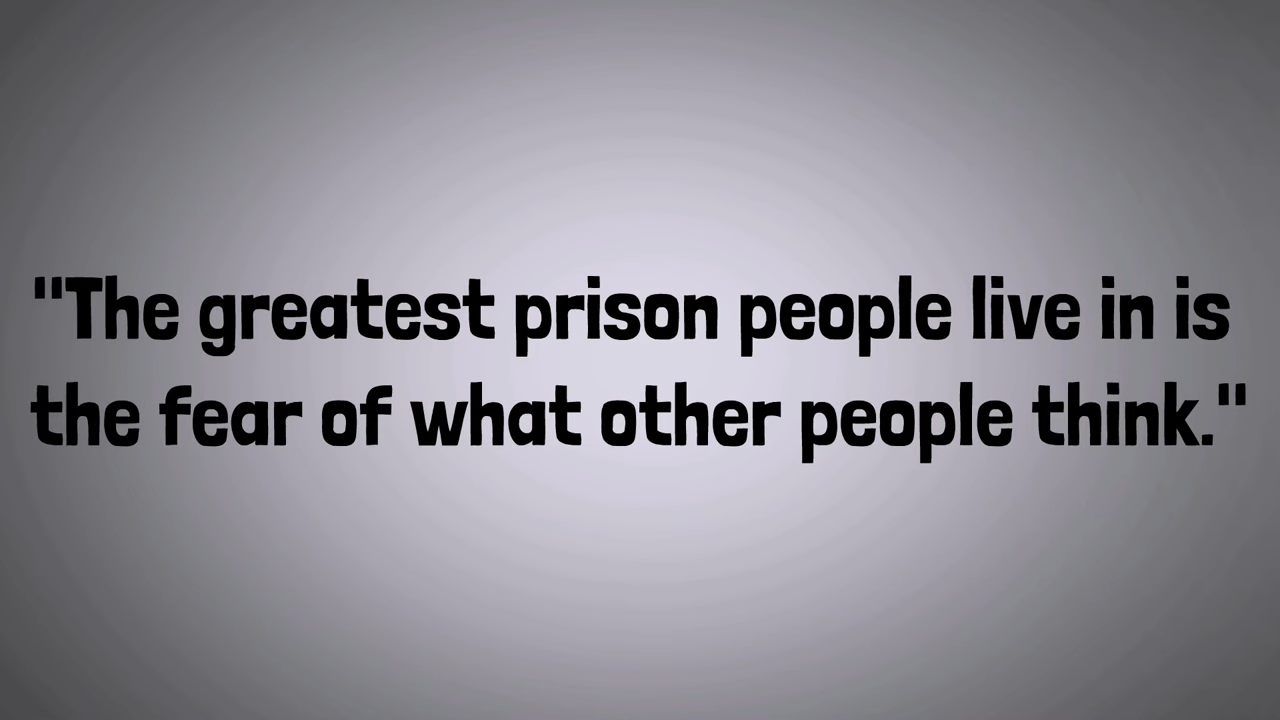 "The greatest prison people live in is
the fear of what other people think."